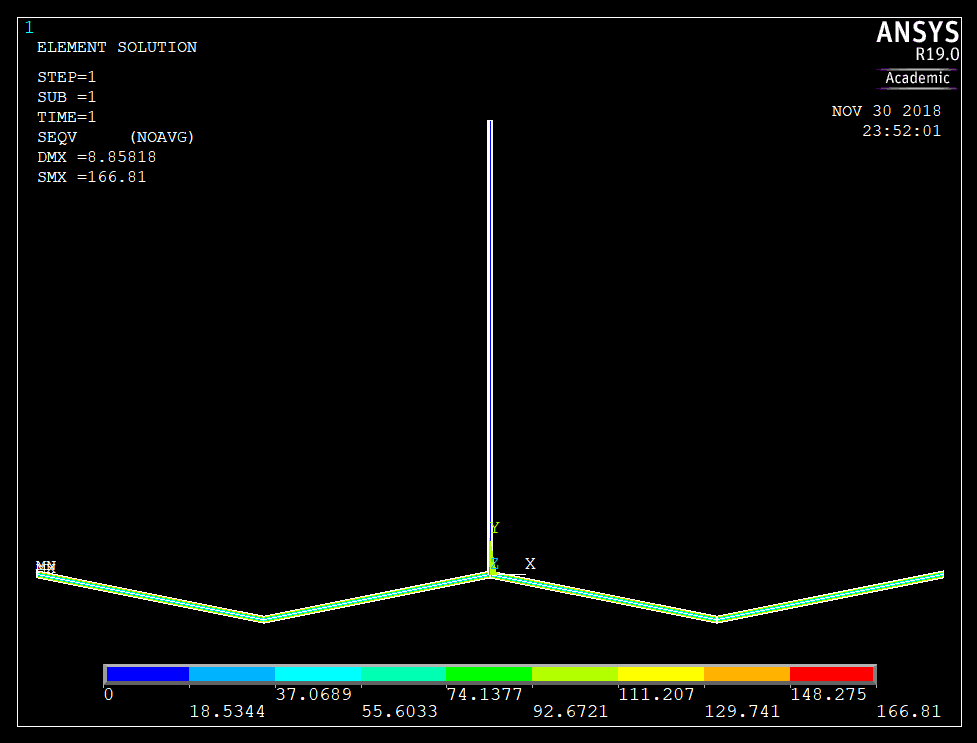 1
ELEMENT SOLUTION
STEP=1
SUB =1
TIME=1
SEQV (NOAVG)
DMX =8.85818
SMX =166.81
ANSYS
R19.0
Academic
NOV 30 2018
23:52:01
Y
Z
X
0
18.5344
37.0689
55.6033
74.1377
92.6721
111.207
129.741
148.275
166.81